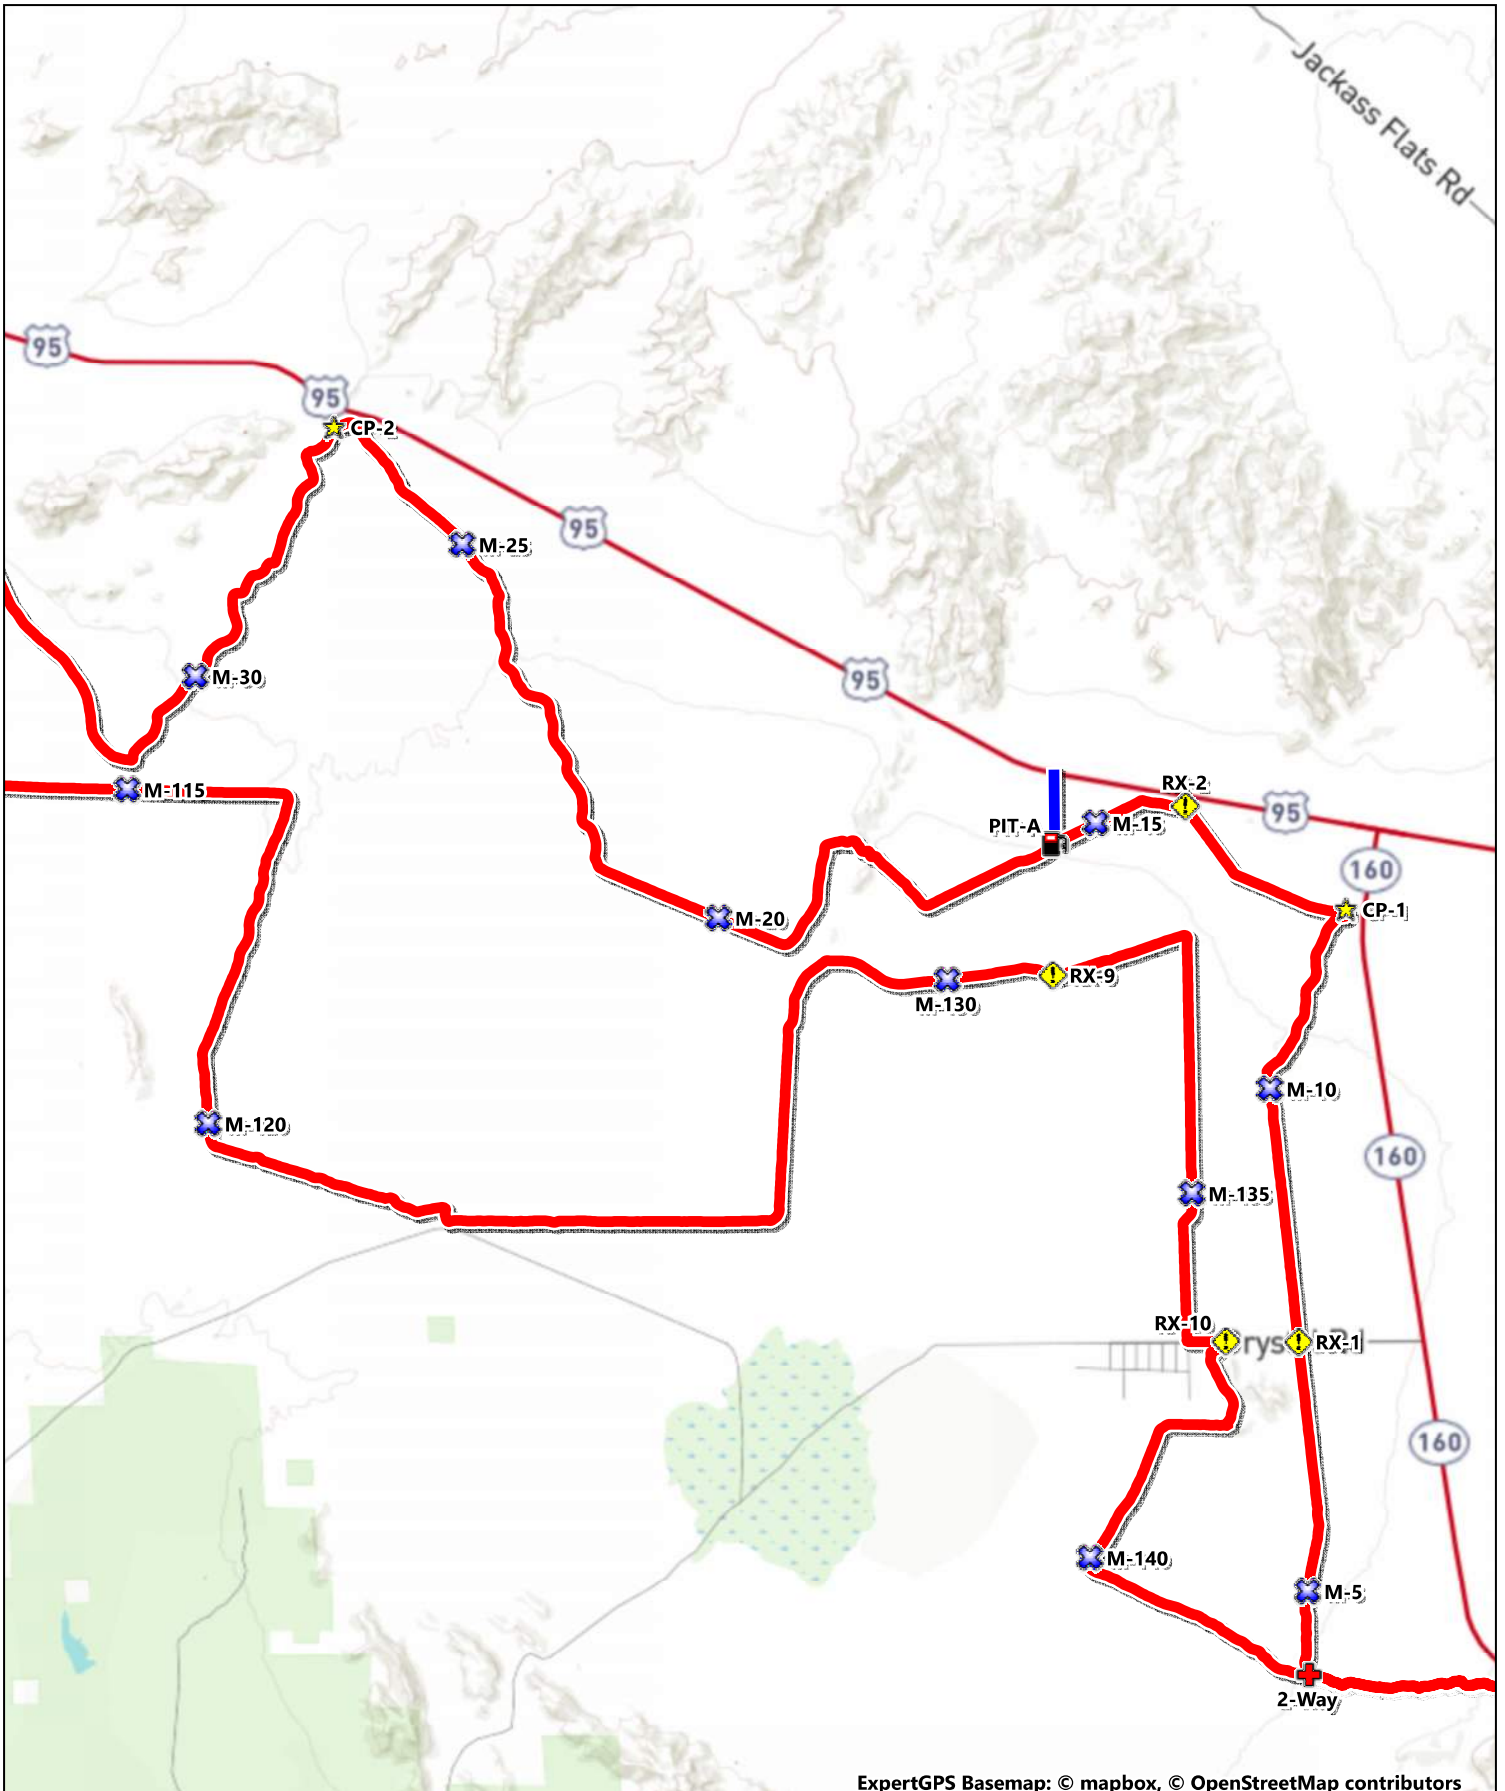 Jackass Flats Rd
95
95
CP-2
95
M-25
M-30
95
M-115
RX-2
PIT-A
M-15
95
160
CP-1
M-20
RX-9
M-130
M-10
M-120
160
M-135
RX-10
RX-1
160
M-140
M-5
2-Way
ExpertGPS Basemap: © mapbox, © OpenStreetMap contributors